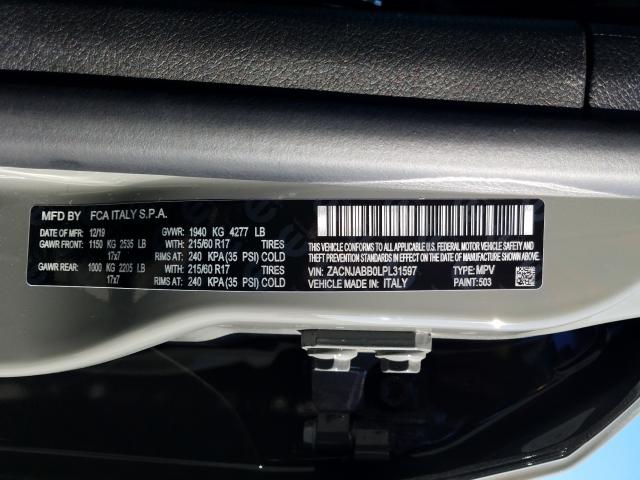 MFD BY FCA ITALY S.P.A.
DATE OF MFR: 12/19 GVWR: 1940 KG 4277 LB
GAWR FRONT: 1150 KG 2535 LB WITH: 215/60 R17 TIRES
17x7 RIMS AT: 240 KPA (35 PSI) COLD
GAWR REAR: 1000 KG 2205 LB WITH: 215/60 R17 TIRES
17x7 RIMS AT: 240 KPA (35 PSI) COLD
THIS VEHICLE CONFORMS TO ALL APPLICABLE U.S. FEDERAL MOTOR VEHICLE SAFETY, BUMPER, AND
THEFT PREVENTION STANDARDS IN EFFECT ON THE DATE OF MANUFACTURE SHOWN ABOVE.
VIN: ZACNJABB0LPL31597 TYPE: MPV
VEHICLE MADE IN: ITALY PAINT: 503